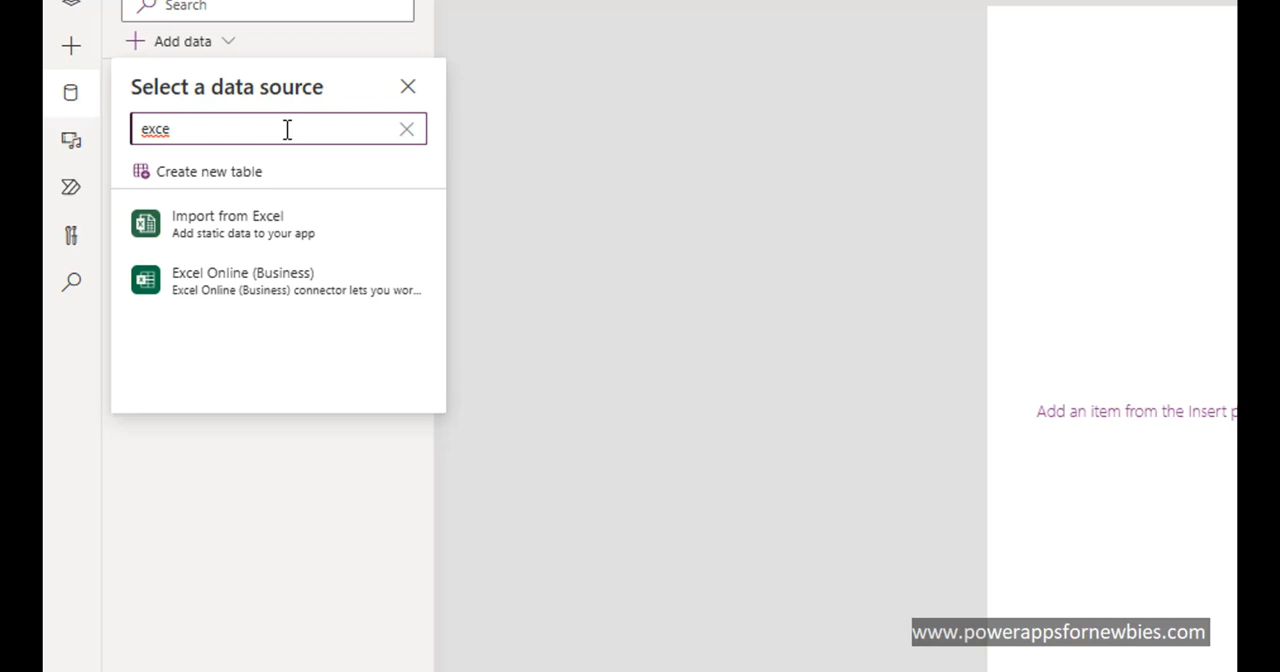 Search
Add data
Select a data source
exce
Create new table
Import from Excel
Add static data to your app
Excel Online (Business)
Excel Online (Business) connector lets you wor...
Add an item from the Insert
www.powerappsfornewbies.com